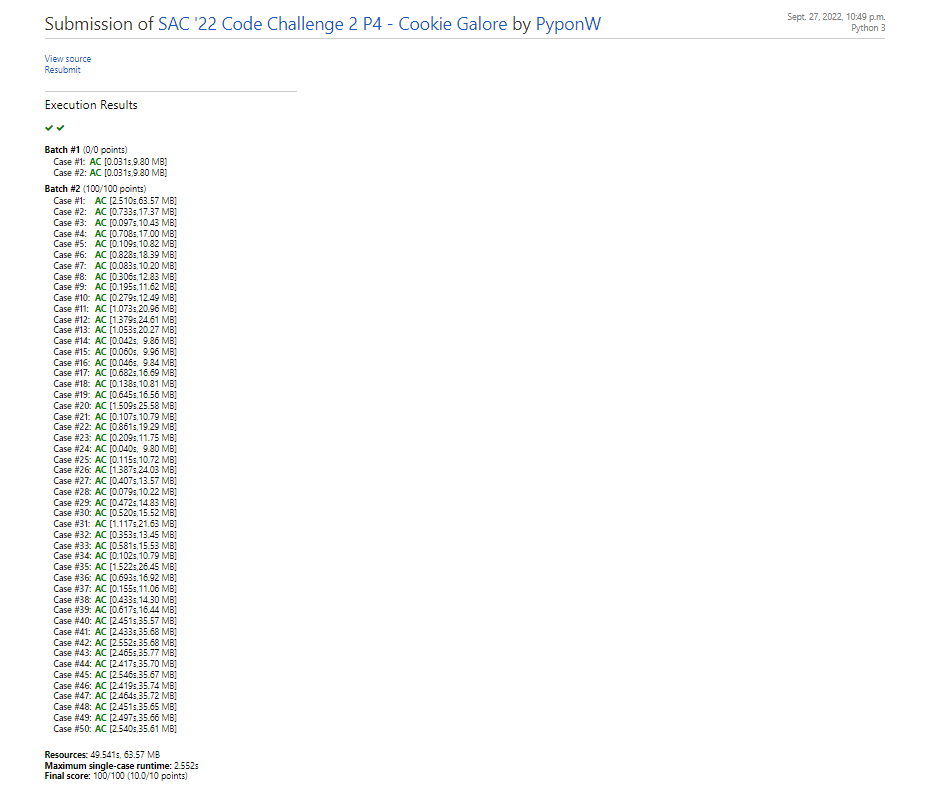 Submission of SAC '22 Code Challenge 2 P4 - Cookie Galore by PyponW
Sept. 27, 2022, 10:49 p.m.
Python 3
View source
Resubmit
Execution Results
✔✔
Batch #1 (0/0 points)
Case #1: AC [0.031s,9.80 MB]
Case #2: AC [0.031s,9.80 MB]
Batch #2 (100/100 points)
Case #1: AC [2.510s,63.57 MB]
Case #2: AC [0.733s,17.37 MB]
Case #3: AC [0.097s,10.43 MB]
Case #4: AC [0.708s,17.00 MB]
Case #5: AC [0.109s,10.82 MB]
Case #6: AC [0.828s,18.39 MB]
Case #7: AC [0.083s,10.20 MB]
Case #8: AC [0.306s,12.83 MB]
Case #9: AC [0.195s,11.62 MB]
Case #10: AC [0.279s,12.49 MB]
Case #11: AC [1.073s,20.96 MB]
Case #12: AC [1.379s,24.61 MB]
Case #13: AC [1.053s,20.27 MB]
Case #14: AC [0.042s, 9.86 MB]
Case #15: AC [0.060s, 9.96 MB]
Case #16: AC [0.046s, 9.84 MB]
Case #17: AC [0.682s,16.69 MB]
Case #18: AC [0.138s,10.81 MB]
Case #19: AC [0.645s,16.56 MB]
Case #20: AC [1.509s,25.58 MB]
Case #21: AC [0.107s,10.79 MB]
Case #22: AC [0.861s,19.29 MB]
Case #23: AC [0.209s,11.75 MB]
Case #24: AC [0.040s, 9.80 MB]
Case #25: AC [0.115s,10.72 MB]
Case #26: AC [1.387s,24.03 MB]
Case #27: AC [0.407s,13.57 MB]
Case #28: AC [0.079s,10.22 MB]
Case #29: AC [0.472s,14.83 MB]
Case #30: AC [0.520s,15.52 MB]
Case #31: AC [1.117s,21.63 MB]
Case #32: AC [0.353s,13.45 MB]
Case #33: AC [0.581s,15.53 MB]
Case #34: AC [0.102s,10.79 MB]
Case #35: AC [1.522s,26.45 MB]
Case #36: AC [0.693s,16.92 MB]
Case #37: AC [0.155s,11.06 MB]
Case #38: AC [0.433s,14.30 MB]
Case #39: AC [0.617s,16.44 MB]
Case #40: AC [2.451s,35.57 MB]
Case #41: AC [2.433s,35.68 MB]
Case #42: AC [2.552s,35.68 MB]
Case #43: AC [2.465s,35.77 MB]
Case #44: AC [2.417s,35.70 MB]
Case #45: AC [2.546s,35.67 MB]
Case #46: AC [2.419s,35.74 MB]
Case #47: AC [2.464s,35.72 MB]
Case #48: AC [2.451s,35.65 MB]
Case #49: AC [2.497s,35.66 MB]
Case #50: AC [2.540s,35.61 MB]
Resources: 49.541s, 63.57 MB
Maximum single-case runtime: 2.552s
Final score: 100/100 (10.0/10 points)